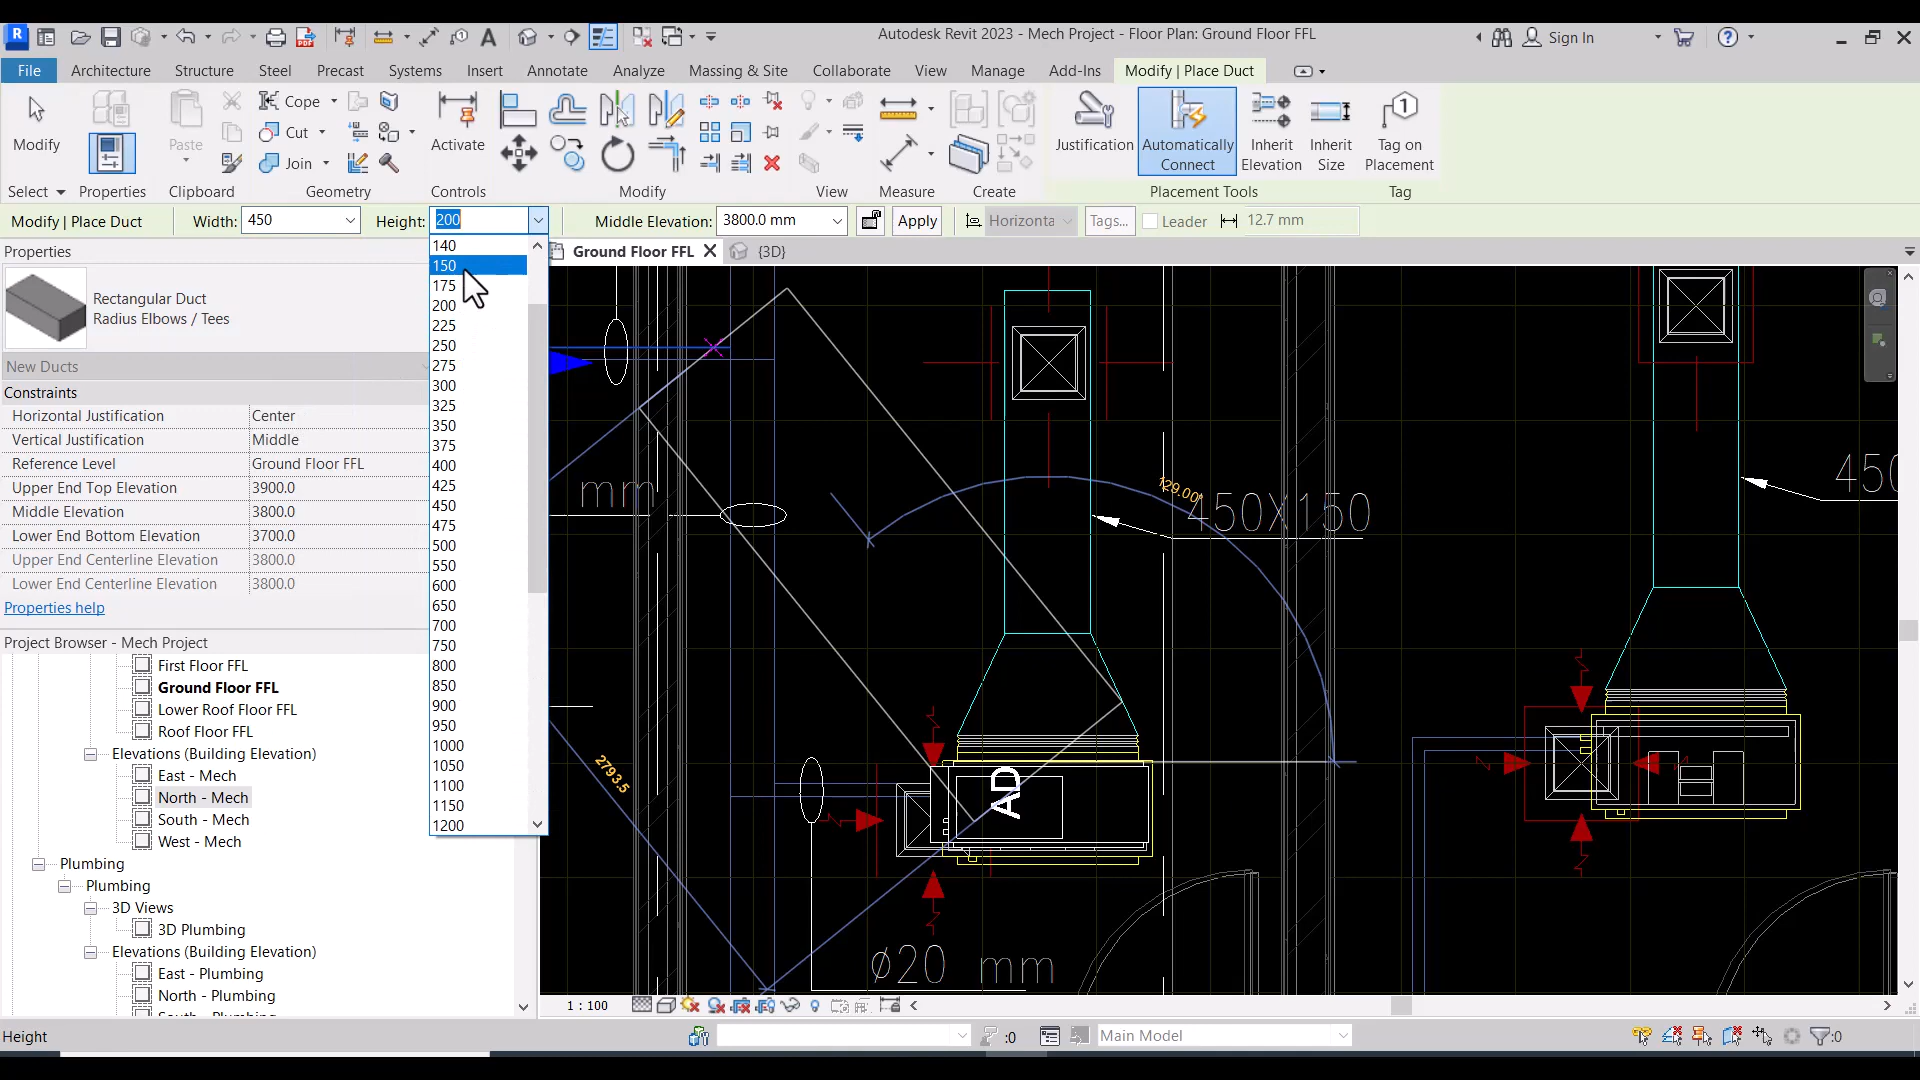 Autodesk Revit 2023 - Mech Project - Floor Plan: Ground Floor FFL
Sign In
File
Architecture
Structure
Steel
Precast
Systems
Insert
Annotate
Analyze
Massing & Site
Collaborate
View
Manage
Add-Ins
Modify | Place Duct
Modify
Paste
Cope
Cut
Join
Activate
Justification
Automatically
Connect
Inherit
Elevation
Inherit
Size
Tag on
Placement
Select
Properties
Clipboard
Geometry
Controls
Modify
View
Measure
Create
Placement Tools
Tag
Modify | Place Duct
Width: 450
Height: 200
Middle Elevation: 3800.0 mm
Apply
Horizonta
Tags...
Leader
12.7 mm
Properties
Ground Floor FFL
{3D}
Rectangular Duct
Radius Elbows / Tees
New Ducts
Constraints
Horizontal Justification Center
Vertical Justification Middle
Reference Level Ground Floor FFL
Upper End Top Elevation 3900.0
Middle Elevation 3800.0
Lower End Bottom Elevation 3700.0
Upper End Centerline Elevation 3800.0
Lower End Centerline Elevation 3800.0
Properties help
Project Browser - Mech Project
First Floor FFL
Ground Floor FFL
Lower Roof Floor FFL
Roof Floor FFL
Elevations (Building Elevation)
East - Mech
North - Mech
South - Mech
West - Mech
Plumbing
Plumbing
3D Views
3D Plumbing
Elevations (Building Elevation)
East - Plumbing
North - Plumbing
140
150
175
200
225
250
275
300
325
350
375
400
425
450
475
500
550
600
650
700
750
800
850
900
950
1000
1050
1100
1150
1200
mm
129.00°
450X150
450
2793.5
AD
ø20 mm
1 : 100
Height
:0
Main Model
:0